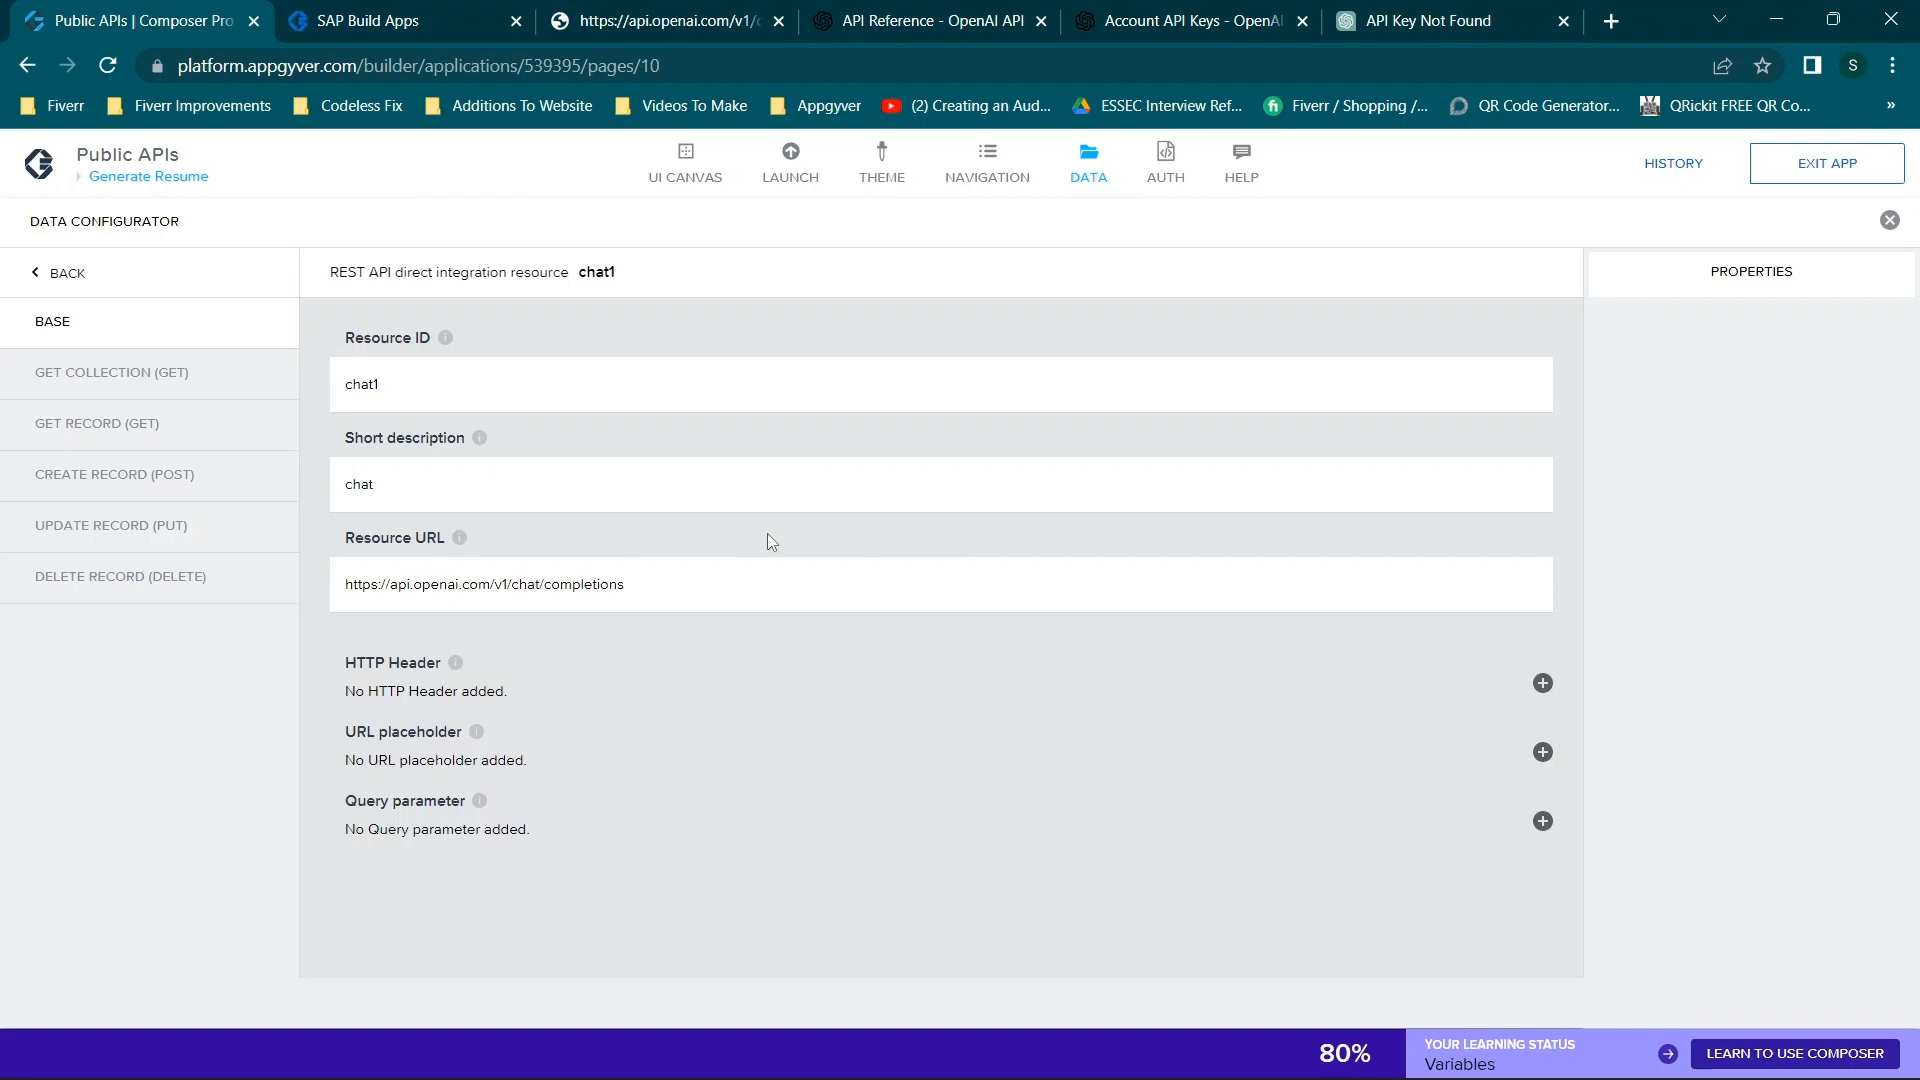 Public APIs | Composer Pro
SAP Build Apps
https://api.openai.com/v1/c
API Reference - OpenAI API
Account API Keys - OpenAI
API Key Not Found
platform.appgyver.com/builder/applications/539395/pages/10
S
Fiverr
Fiverr Improvements
Codeless Fix
Additions To Website
Videos To Make
Appgyver
(2) Creating an Aud...
ESSEC Interview Ref...
Fiverr / Shopping /...
QR Code Generator...
QRickit FREE QR Co...
»
Public APIs
Generate Resume
UI CANVAS
LAUNCH
THEME
NAVIGATION
DATA
AUTH
HELP
HISTORY
EXIT APP
DATA CONFIGURATOR
BACK
REST API direct integration resource chat1
PROPERTIES
BASE
GET COLLECTION (GET)
GET RECORD (GET)
CREATE RECORD (POST)
UPDATE RECORD (PUT)
DELETE RECORD (DELETE)
Resource ID
chat1
Short description
chat
Resource URL
https://api.openai.com/v1/chat/completions
HTTP Header
No HTTP Header added.
URL placeholder
No URL placeholder added.
Query parameter
No Query parameter added.
80%
YOUR LEARNING STATUS
Variables
LEARN TO USE COMPOSER